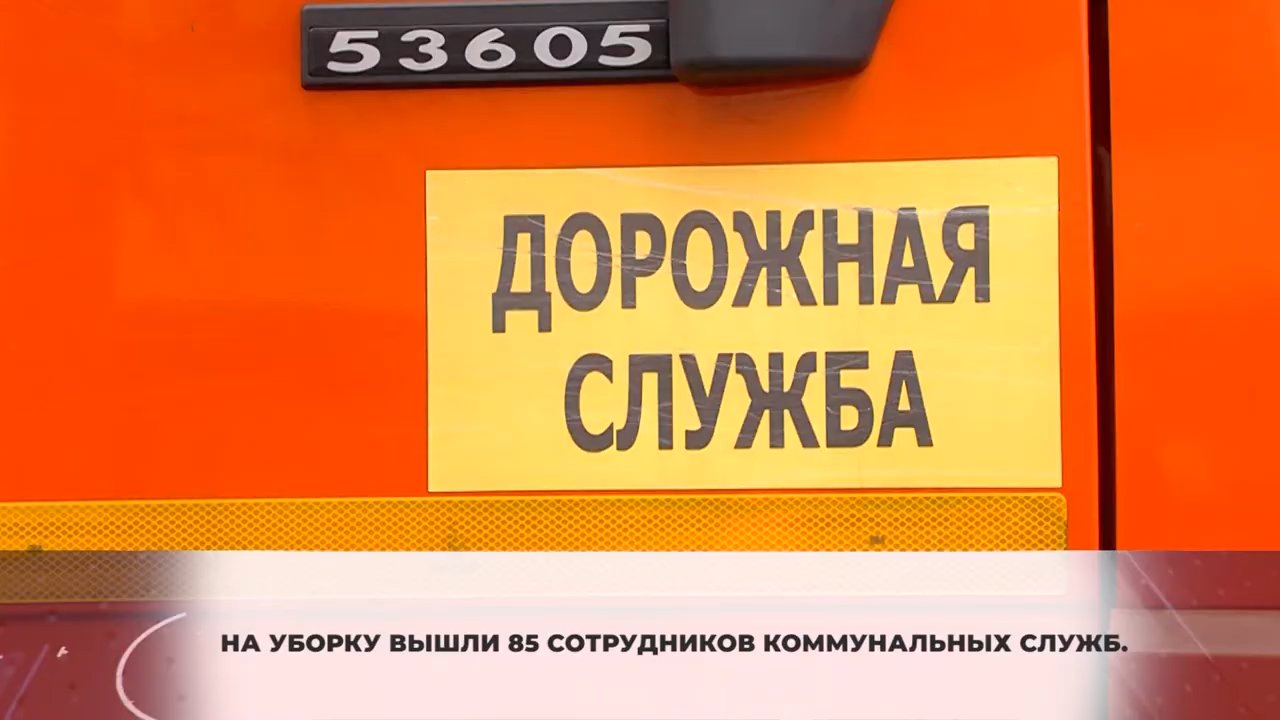 53605
ДОРОЖНАЯ
СЛУЖБА
НА УБОРКУ ВЫШЛИ 85 СОТРУДНИКОВ КОММУНАЛЬНЫХ СЛУЖБ.